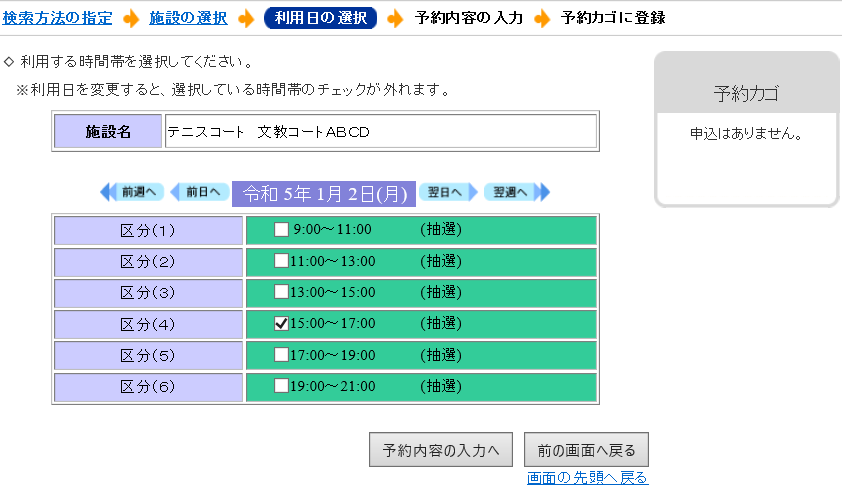 検索方法の指定 施設の選択 利用日の選択 予約内容の入力 予約カゴに登録
◇ 利用する時間帯を選択してください。
※利用日を変更すると、選択している時間帯のチェックが外れます。
施設名 テニスコート　文教コートＡＢＣＤ
前週へ 前日へ 令和 5年 1月 2日(月) 翌日へ 翌週へ
区分(１) 9:00～11:00 (抽選)
区分(２) 11:00～13:00 (抽選)
区分(３) 13:00～15:00 (抽選)
区分(４) 15:00～17:00 (抽選)
区分(５) 17:00～19:00 (抽選)
区分(６) 19:00～21:00 (抽選)
予約内容の入力へ 前の画面へ戻る
画面の先頭へ戻る
予約カゴ
申込はありません。